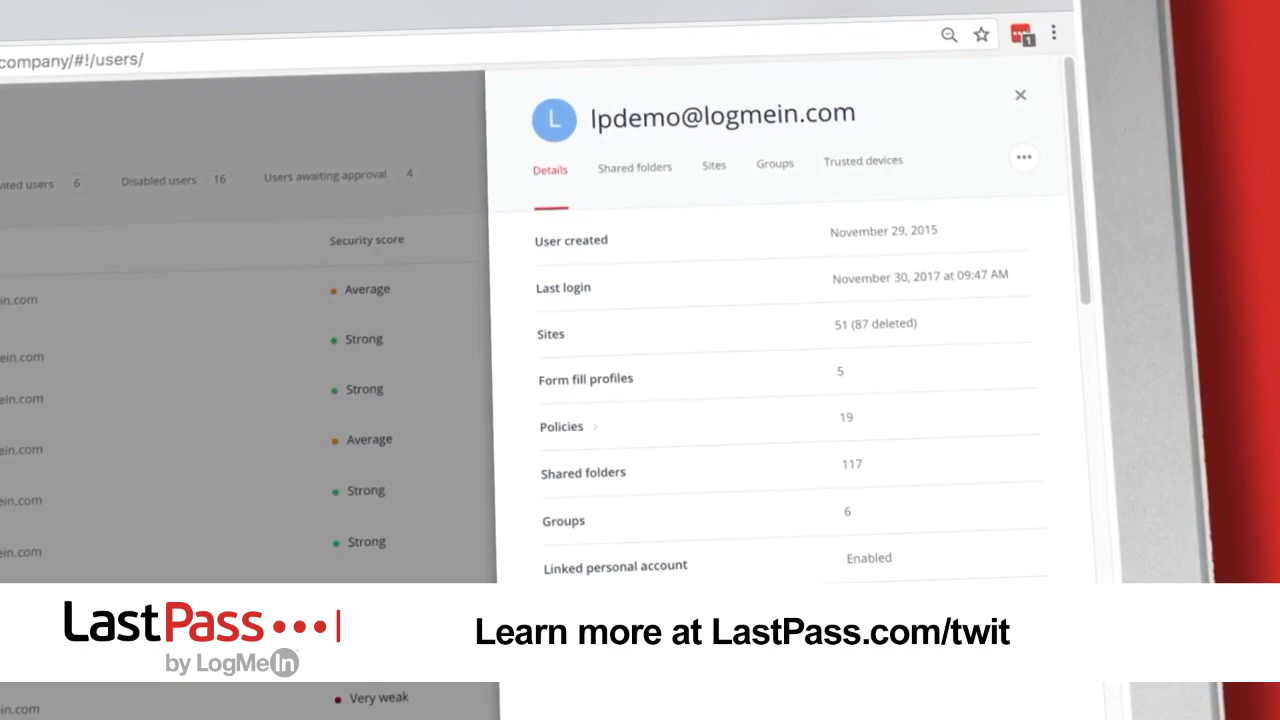 company/#!/users/
1
L
lpdemo@logmein.com
Details Shared folders Sites Groups Trusted devices
vited users 6 Disabled users 16 Users awaiting approval 4
Security score
User created November 29, 2015
Last login November 30, 2017 at 09:47 AM
Sites 51 (87 deleted)
Form fill profiles 5
Policies > 19
Shared folders 117
Groups 6
Linked personal account Enabled
in.com Average
ein.com Strong
ein.com Strong
ein.com Average
ein.com Strong
ein.com Strong
LastPass
by LogMeIn
Learn more at LastPass.com/twit
ein.com Very weak